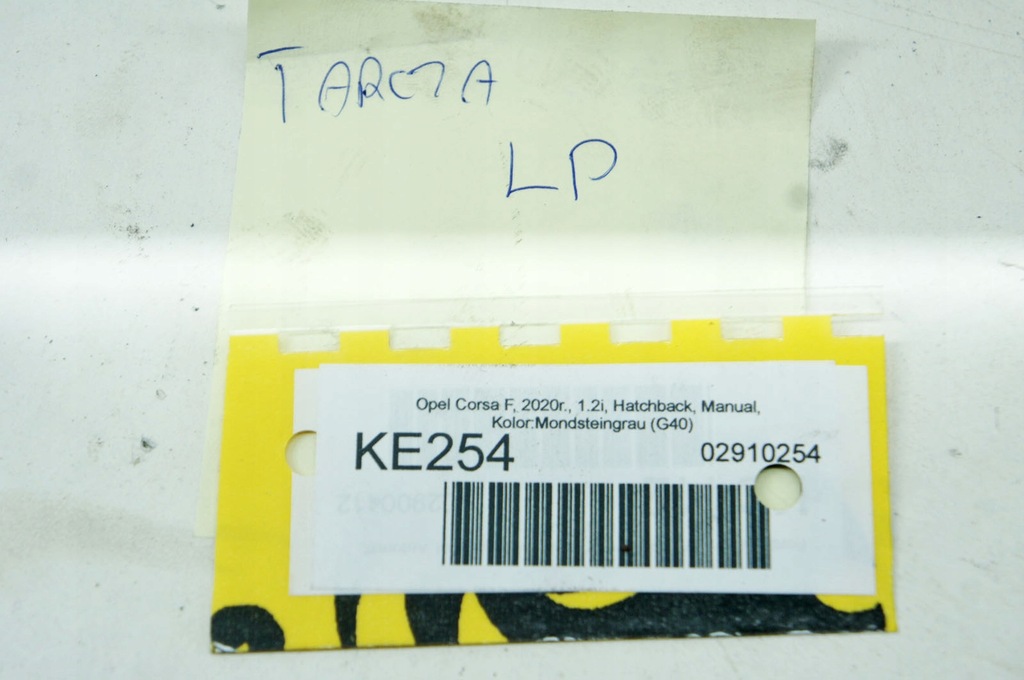 TARCZA
LP
Opel Corsa F, 2020r., 1.2i, Hatchback, Manual,
Kolor:Mondsteingrau (G40)
KE254
02910254